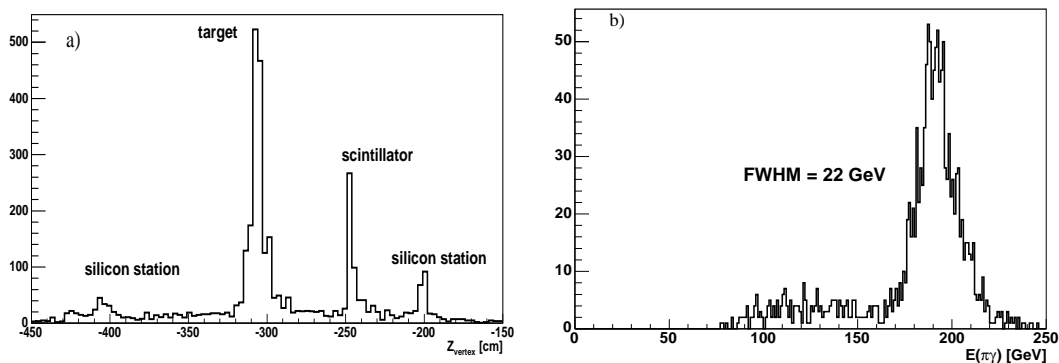 a)
target
scintillator
silicon station
silicon station
500
400
300
200
100
0
-450
-400
-350
-300
-250
-200
-150
Z vertex [cm]
b)
FWHM = 22 GeV
50
40
30
20
10
0
0
50
100
150
200
250
E(πγ) [GeV]